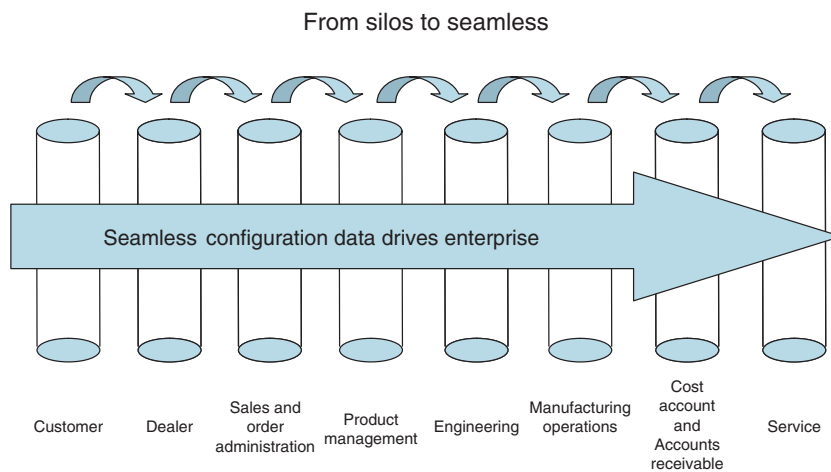 From silos to seamless
Seamless configuration data drives enterprise
Customer
Dealer
Sales and
order
administration
Product
management
Engineering
Manufacturing
operations
Cost
account
and
Accounts
receivable
Service